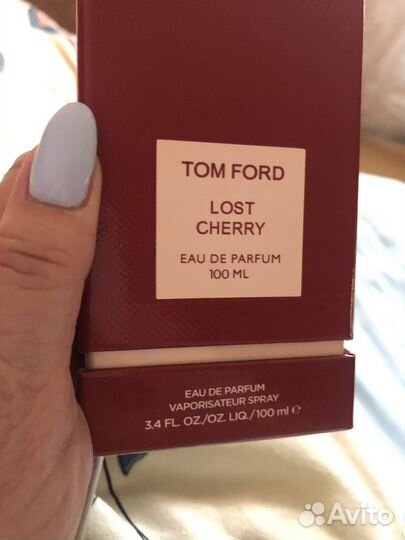 TOM FORD
LOST
CHERRY
EAU DE PARFUM
100 ML
EAU DE PARFUM
VAPORISATEUR SPRAY
3.4 FL. OZ./OZ. LIQ./100 ml ℮
Avito